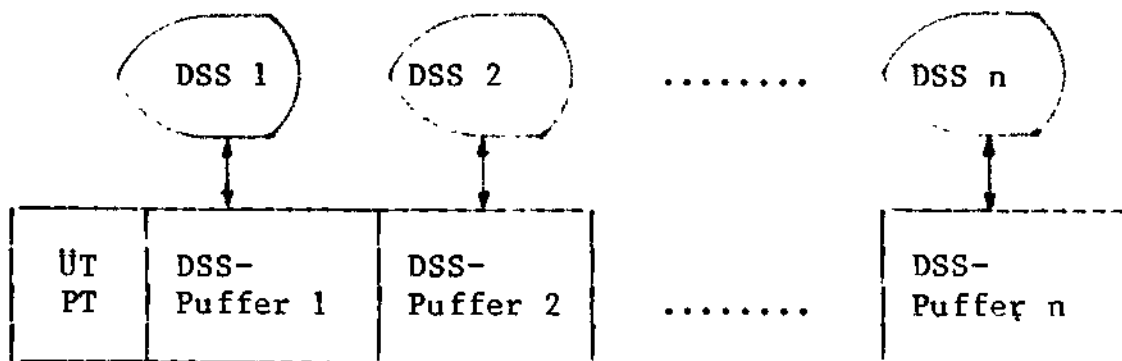 DSS 1 DSS 2 ........ DSS n
ÜT DSS- DSS- DSS-
PT Puffer 1 Puffer 2 ........ Puffer n